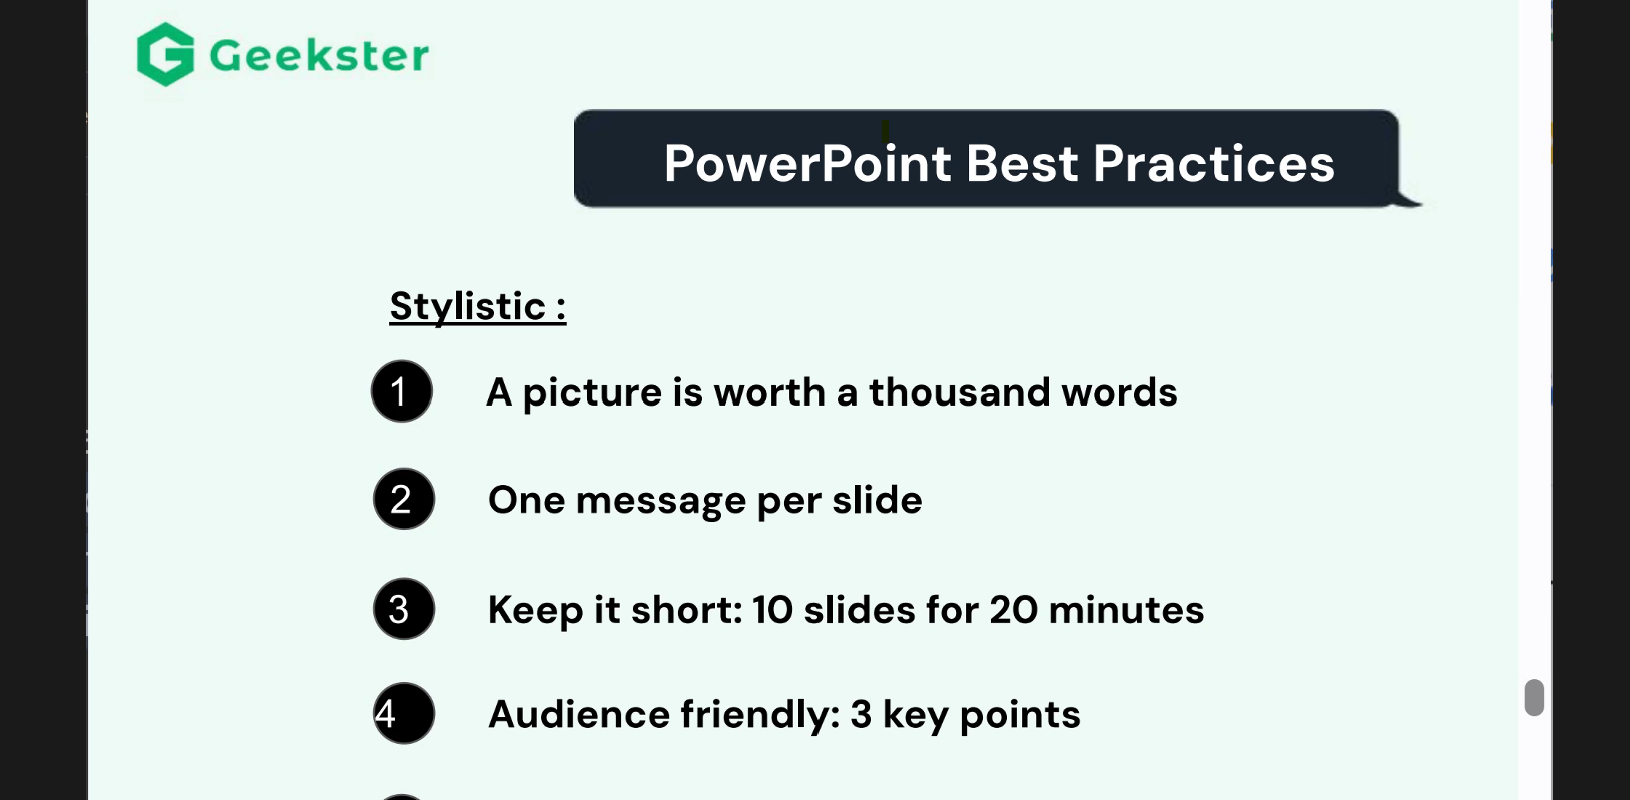 Geekster
PowerPoint Best Practices
Stylistic :
1 A picture is worth a thousand words
2 One message per slide
3 Keep it short: 10 slides for 20 minutes
4 Audience friendly: 3 key points